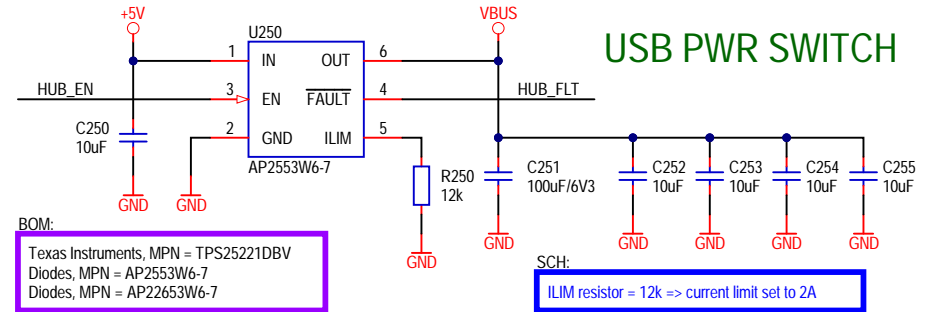 +5V
VBUS
USB PWR SWITCH
U250
1
IN
OUT
6
HUB_EN
3
EN
FAULT
4
HUB_FLT
2
GND
ILIM
5
AP2553W6-7
C250
10uF
R250
12k
C251
100uF/6V3
C252
10uF
C253
10uF
C254
10uF
C255
10uF
GND
GND
GND
GND
GND
GND
GND
GND
BOM:
Texas Instruments, MPN = TPS25221DBV
Diodes, MPN = AP2553W6-7
Diodes, MPN = AP22653W6-7
SCH:
ILIM resistor = 12k => current limit set to 2A